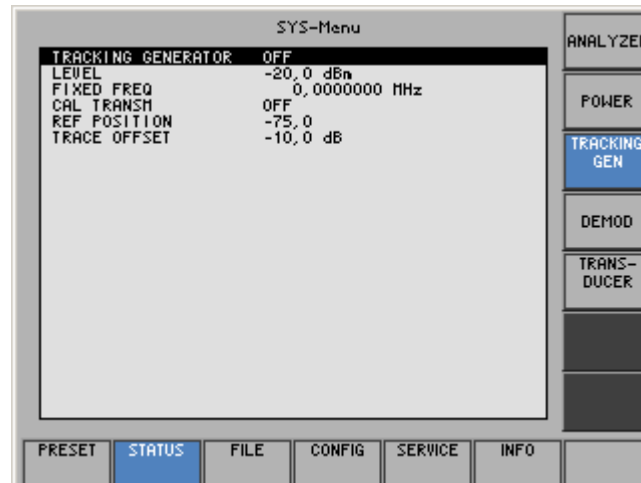 SYS-Menu
TRACKING GENERATOR OFF
LEVEL -20,0 dBm
FIXED FREQ 0,0000000 MHz
CAL TRANSM OFF
REF POSITION -75,0
TRACE OFFSET -10,0 dB
ANALYZER
POWER
TRACKING
GEN
DEMOD
TRANS-
DUCER
PRESET STATUS FILE CONFIG SERVICE INFO